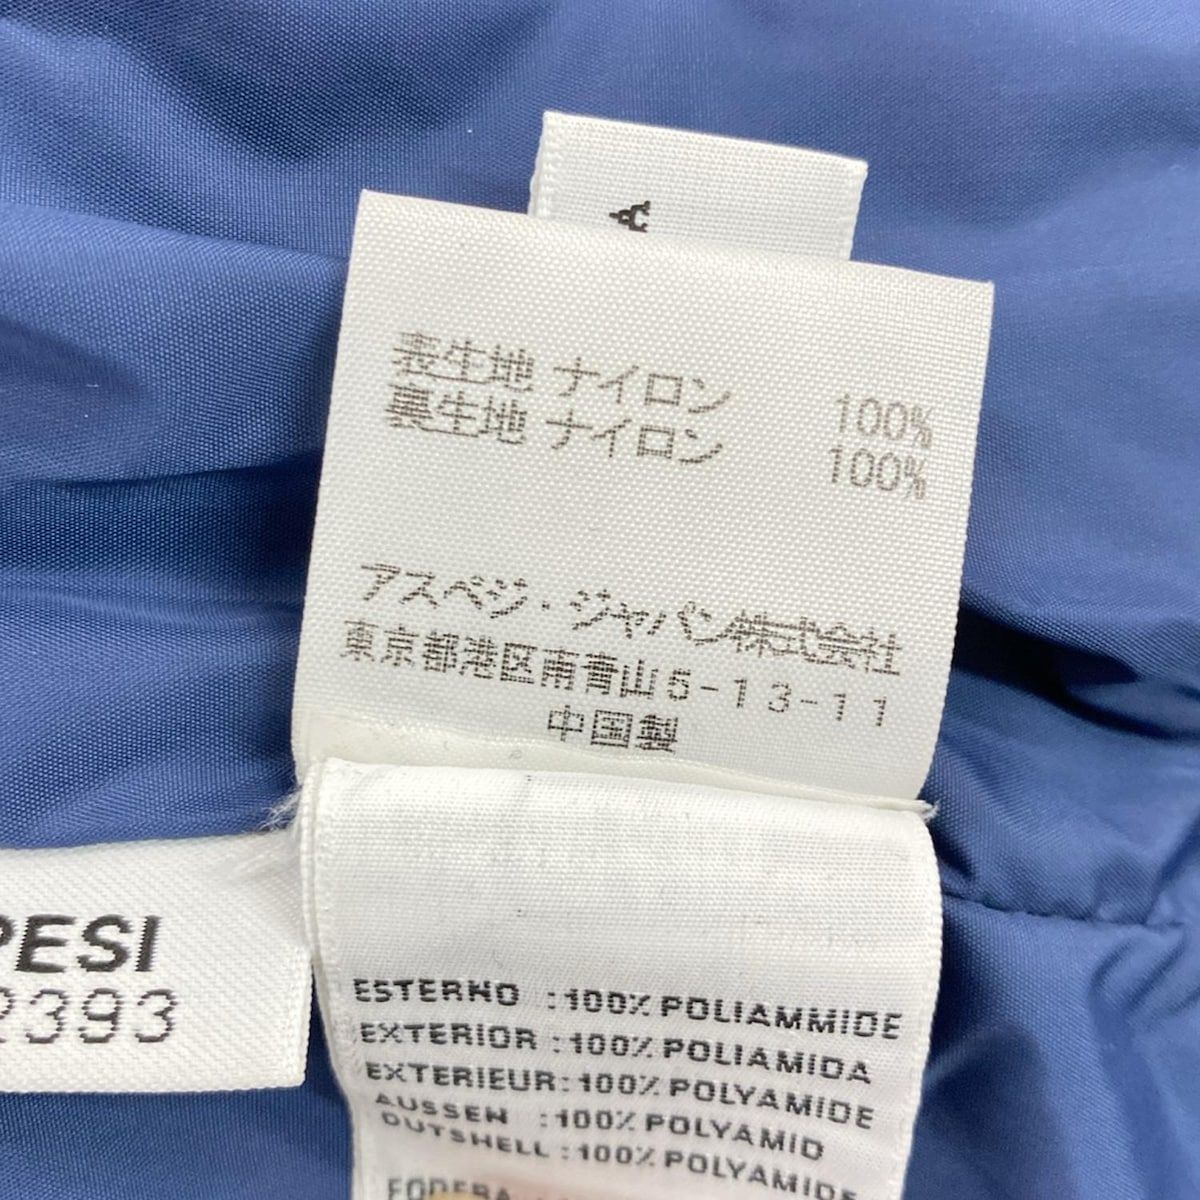 表生地 ナイロン 100%
裏生地 ナイロン 100%
アスペジ・ジャパン株式会社
東京都港区南青山5-13-11
中国製
PESI
2393
ESTERNO :100% POLIAMMIDE
EXTERIOR :100% POLIAMIDA
EXTERIEUR:100% POLYAMIDE
AUSSEN :100% POLYAMID
OUTSHELL :100% POLYAMIDE
FODERA